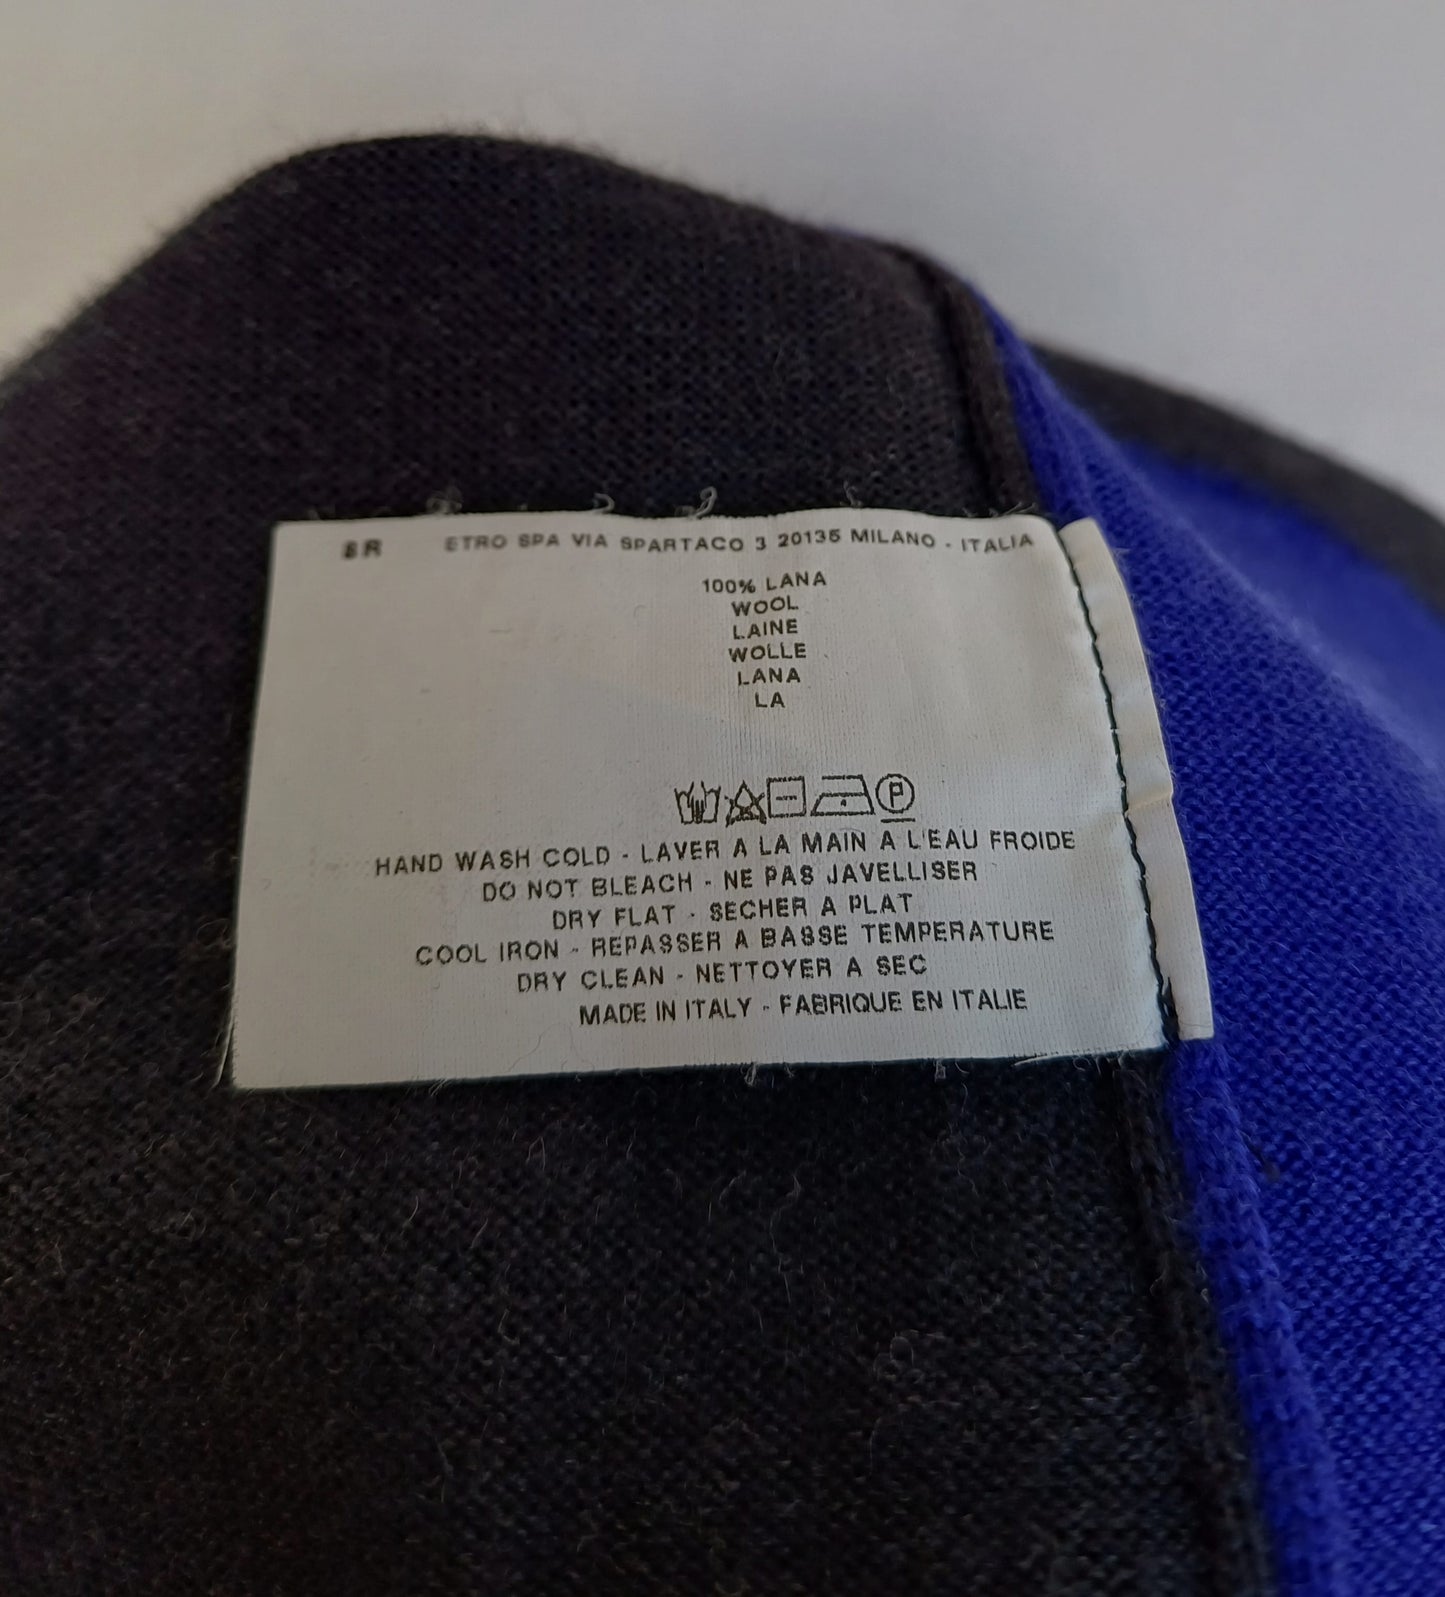 8R ETRO SPA VIA SPARTACO 3 20135 MILANO - ITALIA
100% LANA
WOOL
LAINE
WOLLE
LANA
LA
P
HAND WASH COLD - LAVER A LA MAIN A L'EAU FROIDE
DO NOT BLEACH - NE PAS JAVELLISER
DRY FLAT - SECHER A PLAT
COOL IRON - REPASSER A BASSE TEMPERATURE
DRY CLEAN - NETTOYER A SEC
MADE IN ITALY - FABRIQUE EN ITALIE